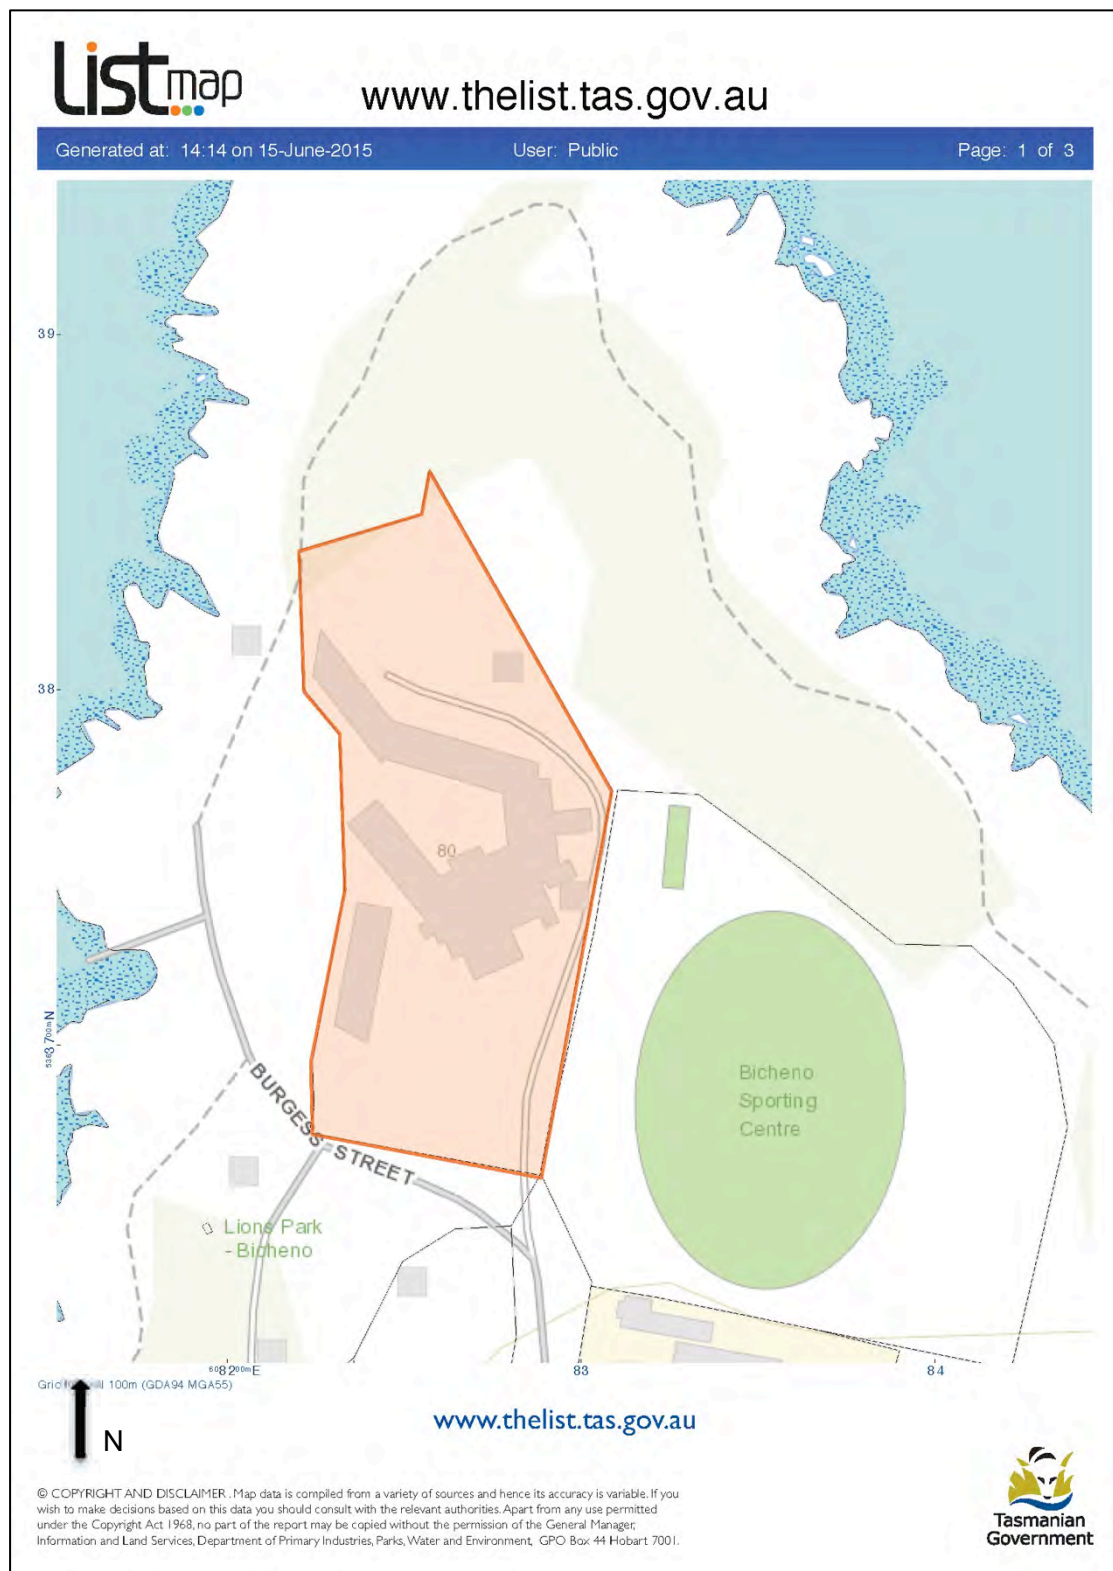 List map
www.thelist.tas.gov.au
Generated at: 14:14 on 15-June-2015 User: Public Page: 1 of 3
39
38
80
5363700mN
Bicheno
Sporting
Centre
BURGESS STREET
Lions Park
- Bicheno
608200mE
83
84
100m (GDA94 MGA55)
N
www.thelist.tas.gov.au
© COPYRIGHT AND DISCLAIMER . Map data is compiled from a variety of sources and hence its accuracy is variable. If you
wish to make decisions based on this data you should consult with the relevant authorities. Apart from any use permitted
under the Copyright Act 1968, no part of the report may be copied without the permission of the General Manager,
Information and Land Services, Department of Primary Industries, Parks, Water and Environment, GPO Box 44 Hobart 7001.
Tasmanian
Government